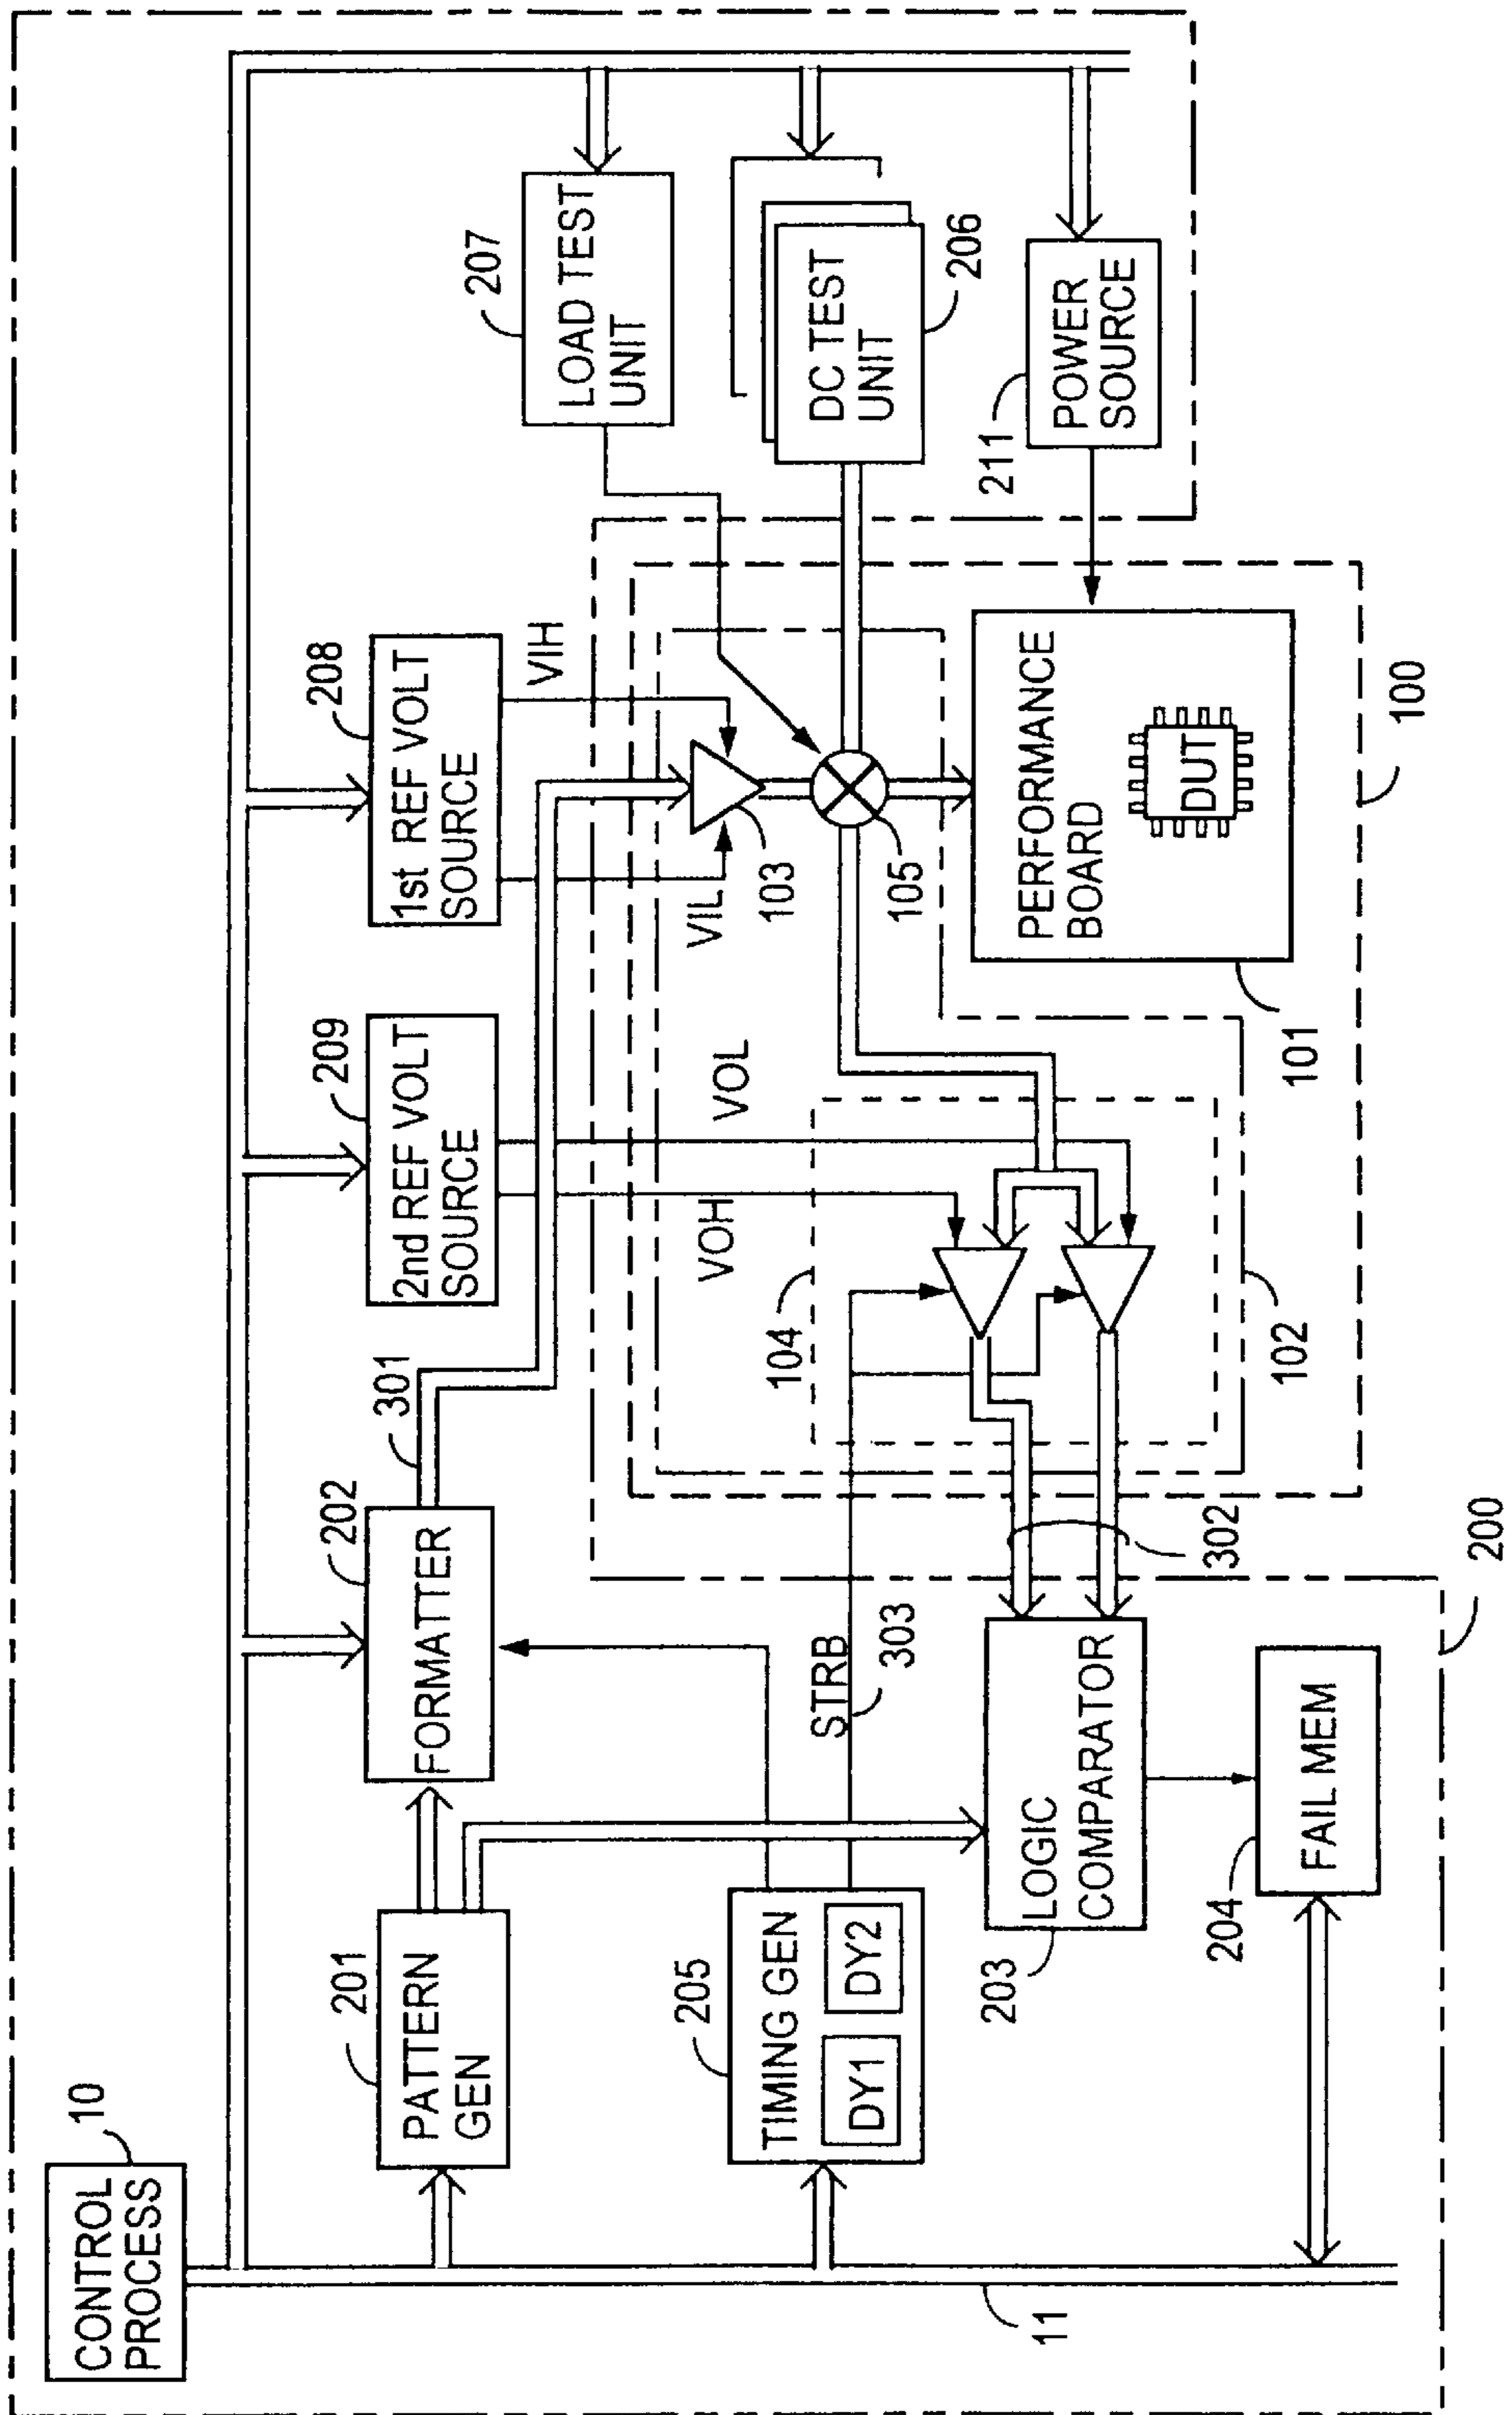 10
CONTROL
PROCESS
11
201
PATTERN
GEN
202
FORMATTER
301
209
2nd REF VOLT
SOURCE
208
1st REF VOLT
SOURCE
VIH
VIL
VOL
VOH
207
LOAD TEST
UNIT
DC TEST
UNIT
206
211
POWER
SOURCE
205
TIMING GEN
DY1
DY2
STRB
303
103
105
104
102
PERFORMANCE
BOARD
DUT
101
100
LOGIC
COMPARATOR
203
302
204
FAIL MEM
200